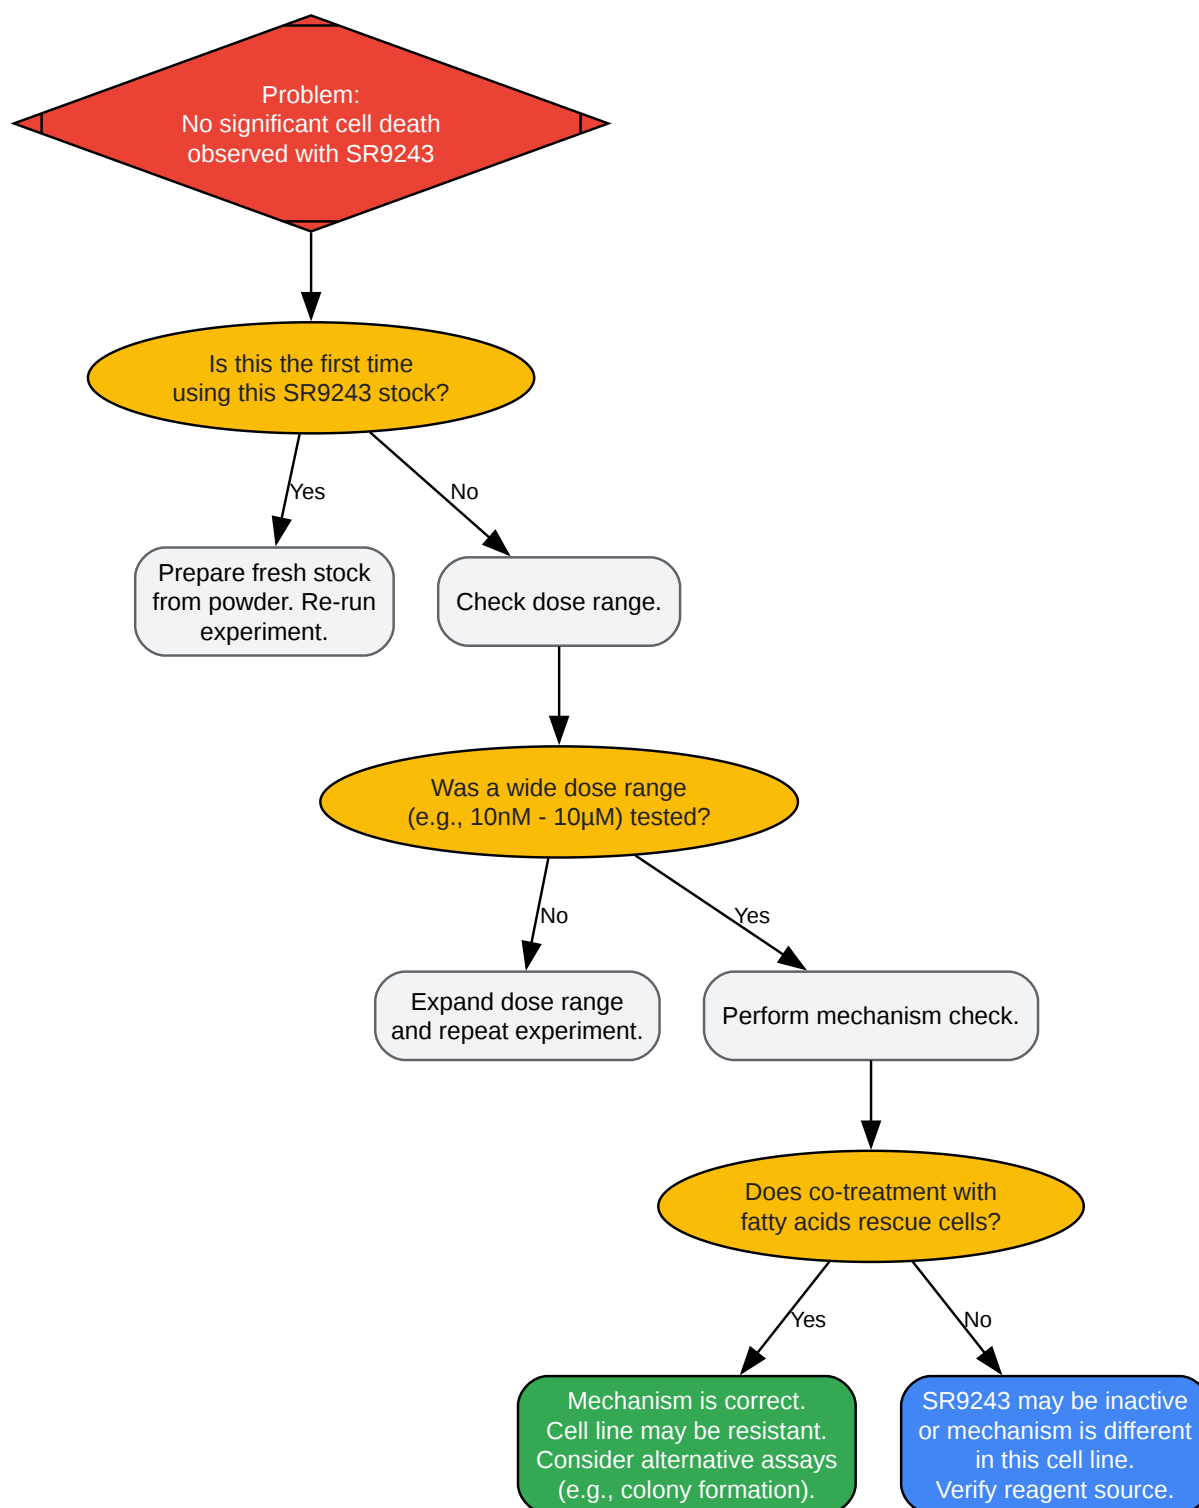 Problem:
No significant cell death
observed with SR9243
Is this the first time
using this SR9243 stock?
Yes
No
Prepare fresh stock
from powder. Re-run
experiment.
Check dose range.
Was a wide dose range
(e.g., 10nM - 10µM) tested?
No
Yes
Expand dose range
and repeat experiment.
Perform mechanism check.
Does co-treatment with
fatty acids rescue cells?
Yes
No
Mechanism is correct.
Cell line may be resistant.
Consider alternative assays
(e.g., colony formation).
SR9243 may be inactive
or mechanism is different
in this cell line.
Verify reagent source.